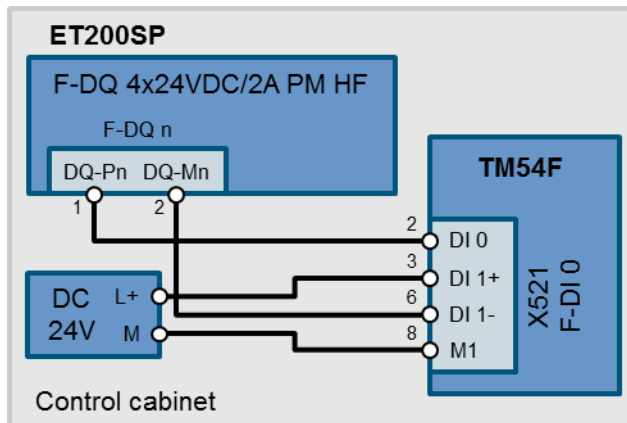 ET200SP
F-DQ 4x24VDC/2A PM HF
F-DQ n
DQ-Pn DQ-Mn
1 2
TM54F
2 DI 0
3 DI 1+
6 DI 1-
8 M1
X521
F-DI 0
DC
24V
L+
M
Control cabinet